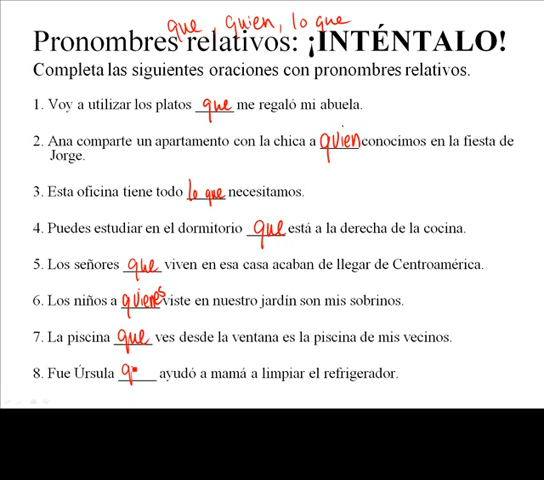 que, quien, lo que
Pronombres relativos: ¡INTÉNTALO!
Completa las siguientes oraciones con pronombres relativos.
1. Voy a utilizar los platos que me regaló mi abuela.
2. Ana comparte un apartamento con la chica a quien conocimos en la fiesta de
Jorge.
3. Esta oficina tiene todo lo que necesitamos.
4. Puedes estudiar en el dormitorio que está a la derecha de la cocina.
5. Los señores que viven en esa casa acaban de llegar de Centroamérica.
6. Los niños a quienes viste en nuestro jardín son mis sobrinos.
7. La piscina que ves desde la ventana es la piscina de mis vecinos.
8. Fue Úrsula q ayudó a mamá a limpiar el refrigerador.